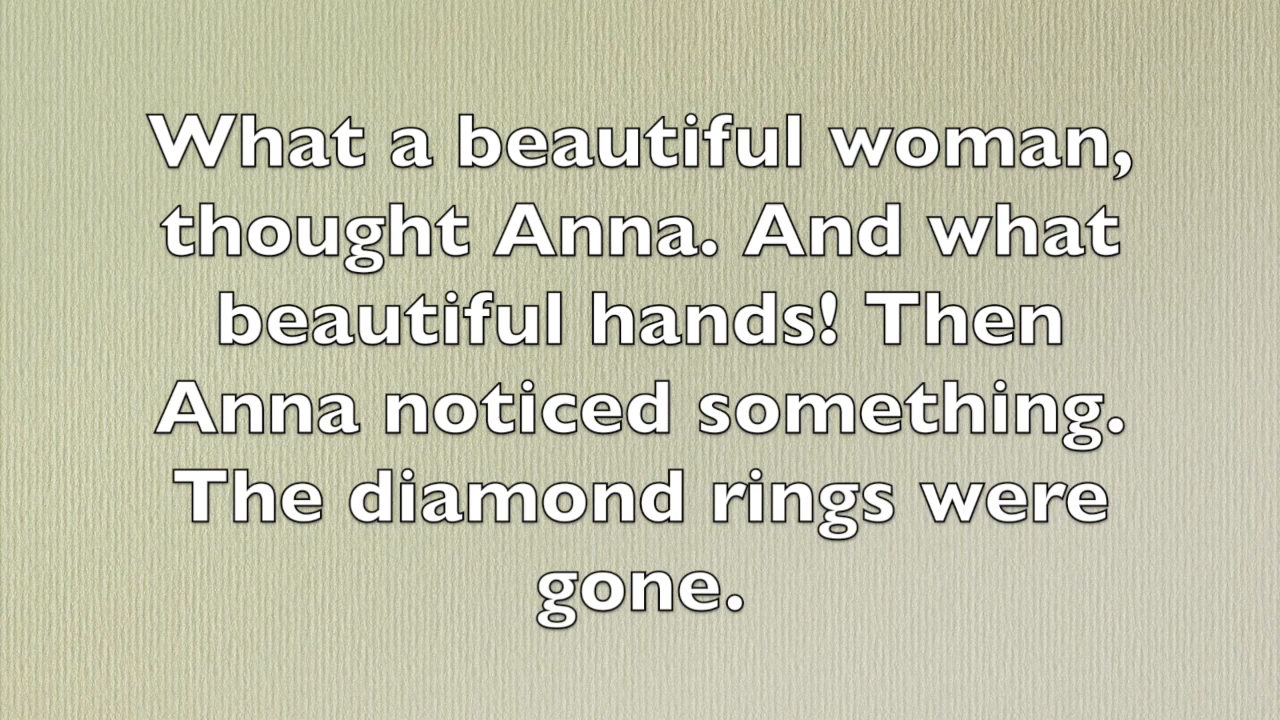 What a beautiful woman,
thought Anna. And what
beautiful hands! Then
Anna noticed something.
The diamond rings were
gone.